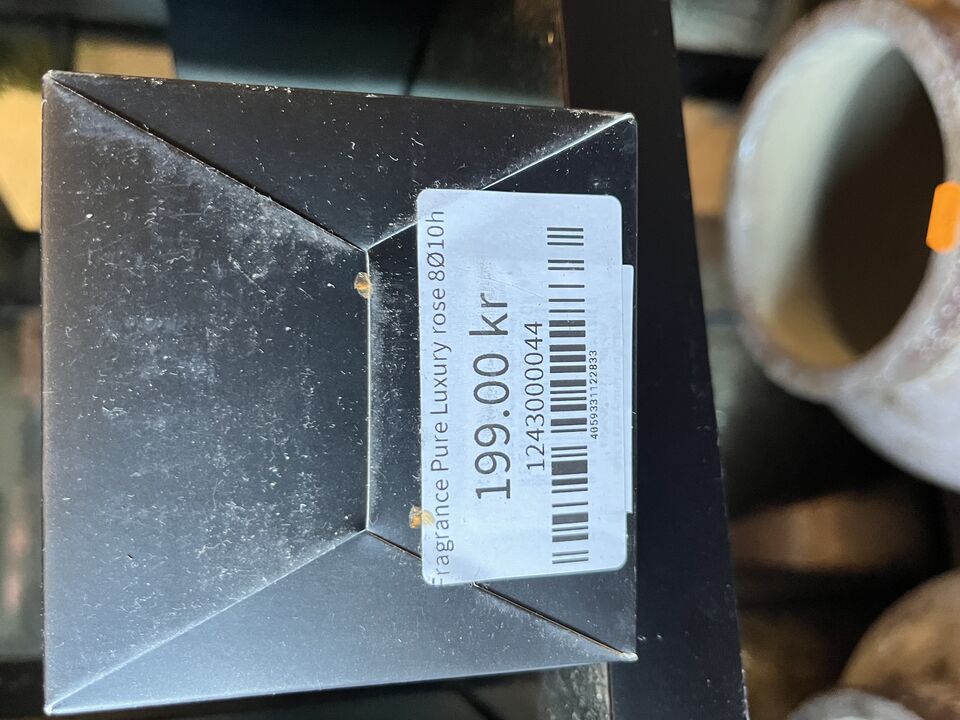 Fragrance Pure Luxury rose 8Ø10h
199.00 kr
1243000044
4059331122833